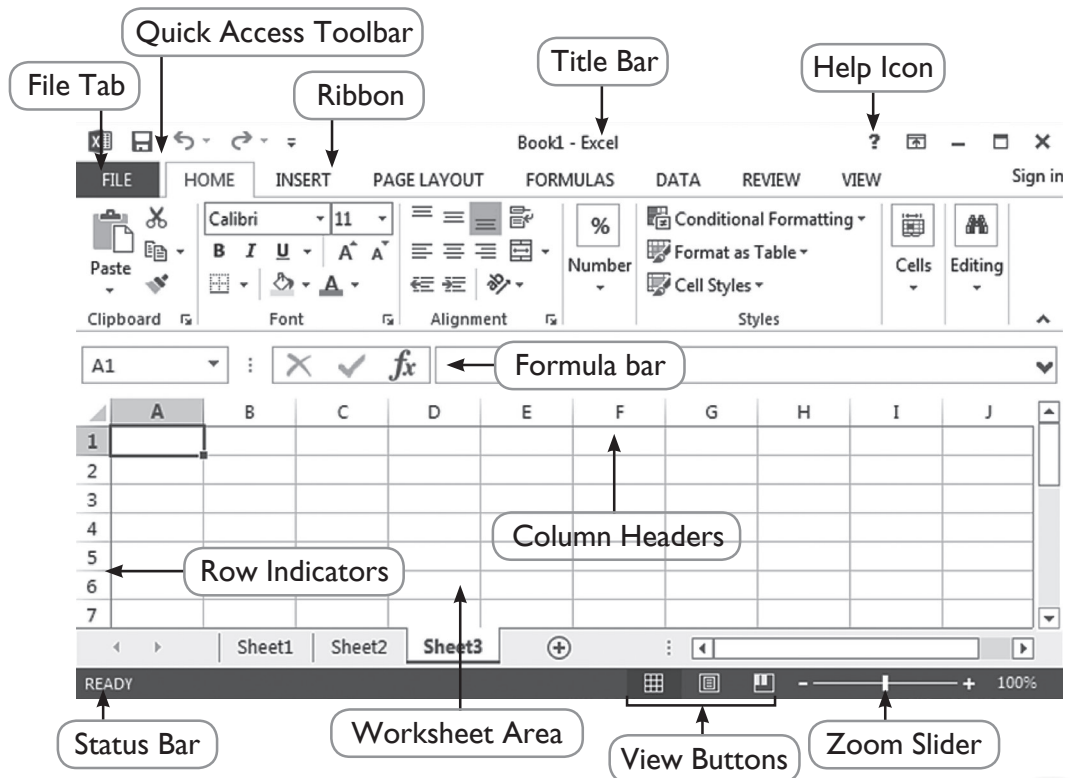 Quick Access Toolbar
Title Bar
Help Icon
File Tab
Ribbon
Book1 - Excel
?
FILE HOME INSERT PAGE LAYOUT FORMULAS DATA REVIEW VIEW Sign in
Calibri 11
% Conditional Formatting
B I U A A
Paste Number Format as Table Cells Editing
A
Cell Styles
Clipboard Font Alignment Styles
A1 fx Formula bar
A B C D E F G H I J
1
2
3
4
Column Headers
5
Row Indicators
6
7
Sheet1 Sheet2 Sheet3
READY 100%
Status Bar
Worksheet Area
View Buttons
Zoom Slider